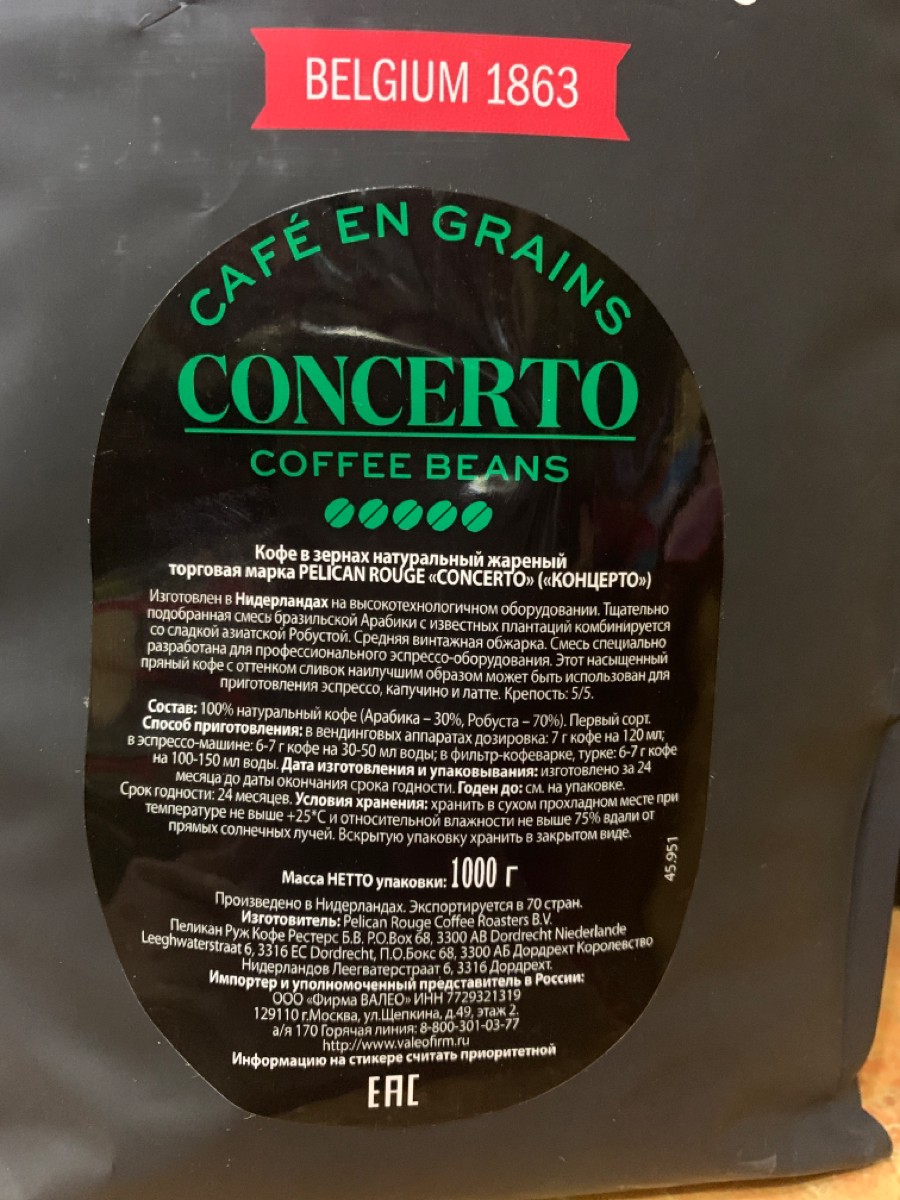 BELGIUM 1863
CAFÉ EN GRAINS
CONCERTO
COFFEE BEANS
Кофе в зернах натуральный жареный
торговая марка PELICAN ROUGE «CONCERTO» («КОНЦЕРТО»)
Изготовлен в Нидерландах на высокотехнологичном оборудовании. Тщательно
подобранная смесь бразильской Арабики с известных плантаций комбинируется
со сладкой азиатской Робустой. Средняя винтажная обжарка. Смесь специально
разработана для профессионального эспрессо-оборудования. Этот насыщенный
пряный кофе с оттенком сливок наилучшим образом может быть использован для
приготовления эспрессо, капучино и латте. Крепость: 5/5.
Состав: 100% натуральный кофе (Арабика – 30%, Робуста – 70%). Первый сорт.
Способ приготовления: в вендинговых аппаратах дозировка: 7 г кофе на 120 мл;
в эспрессо-машине: 6-7 г кофе на 30-50 мл воды; в фильтр-кофеварке, турке: 6-7 г кофе
на 100-150 мл воды. Дата изготовления и упаковывания: изготовлено за 24
месяца до даты окончания срока годности. Годен до: см. на упаковке.
Срок годности: 24 месяцев. Условия хранения: хранить в сухом прохладном месте при
температуре не выше +25°С и относительной влажности не выше 75% вдали от
прямых солнечных лучей. Вскрытую упаковку хранить в закрытом виде.
45.951
Масса НЕТТО упаковки: 1000 г
Произведено в Нидерландах. Экспортируется в 70 стран.
Изготовитель: Pelican Rouge Coffee Roasters B.V.
Пеликан Руж Кофе Рестерс Б.В. P.O.Box 68, 3300 AB Dordrecht Niederlande
Leeghwaterstraat 6, 3316 EC Dordrecht, П.О.Бокс 68, 3300 АБ Дордрехт Королевство
Нидерландов Леегватерстраат 6, 3316 Дордрехт.
Импортер и уполномоченный представитель в России:
ООО «Фирма ВАЛЕО» ИНН 7729321319
129110 г.Москва, ул.Щепкина, д.49, этаж 2.
а/я 170 Горячая линия: 8-800-301-03-77
http://www.valeofirm.ru
Информацию на стикере считать приоритетной
EAC